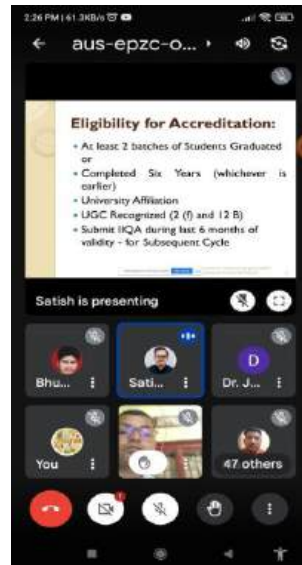 2:26 PM | 61.3KB/s
aus-epzc-o...
Eligibility for Accreditation:
• At least 2 batches of Students Graduated
or
• Completed Six Years (whichever is
earlier)
• University Affiliation
• UGC Recognized (2 (f) and 12 B)
• Submit IIQA during last 6 months of
validity - for Subsequent Cycle
Satish is presenting
Bhu...
Sati...
Dr. J...
D
You
47 others